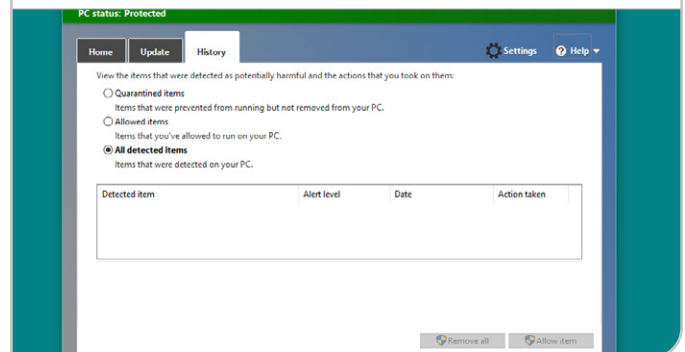 PC status: Protected
Home Update History Settings Help
View the items that were detected as potentially harmful and the actions that you took on them:
Quarantined items
Items that were prevented from running but not removed from your PC.
Allowed items
Items that you've allowed to run on your PC.
All detected items
Items that were detected on your PC.
Detected item Alert level Date Action taken
Remove all Allow item